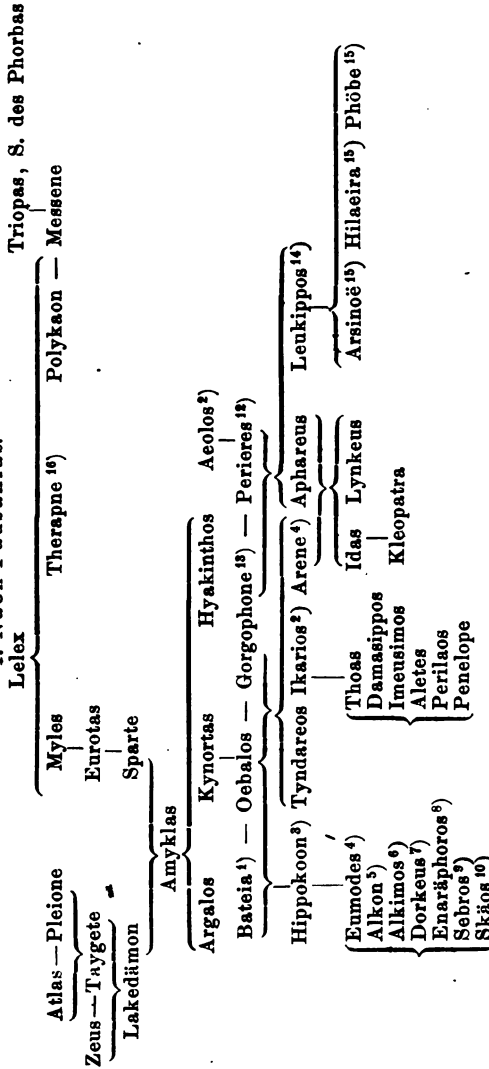 Lelex
Triopas, S. des Phorbas
Atlas — Pleione
Myles Therapne ¹⁶) Polykaon — Messene
Zeus — Taygete
Eurotas
Lakedämon
Sparte
Amyklas
Argalos Kynortas Hyakinthos Aeolos ²)
Bateia ¹) — Oebalos — Gorgophone ¹³) — Perieres ¹²)
Hippokoon ³) Tyndareos Ikarios ²) Arene ⁴) Aphareus Leukippos ¹⁴)
Eumodes ⁴)
Alkon ⁵)
Alkimos ⁶)
Dorkeus ⁷)
Enaräphoros ⁸)
Sebros ⁹)
Skäos ¹⁰)
Thoas
Damasippos
Imeusimos
Aletes
Perilaos
Penelope
Idas Lynkeus
Kleopatra
Arsinoë ¹⁵) Hilaeira ¹⁵) Phöbe ¹⁵)